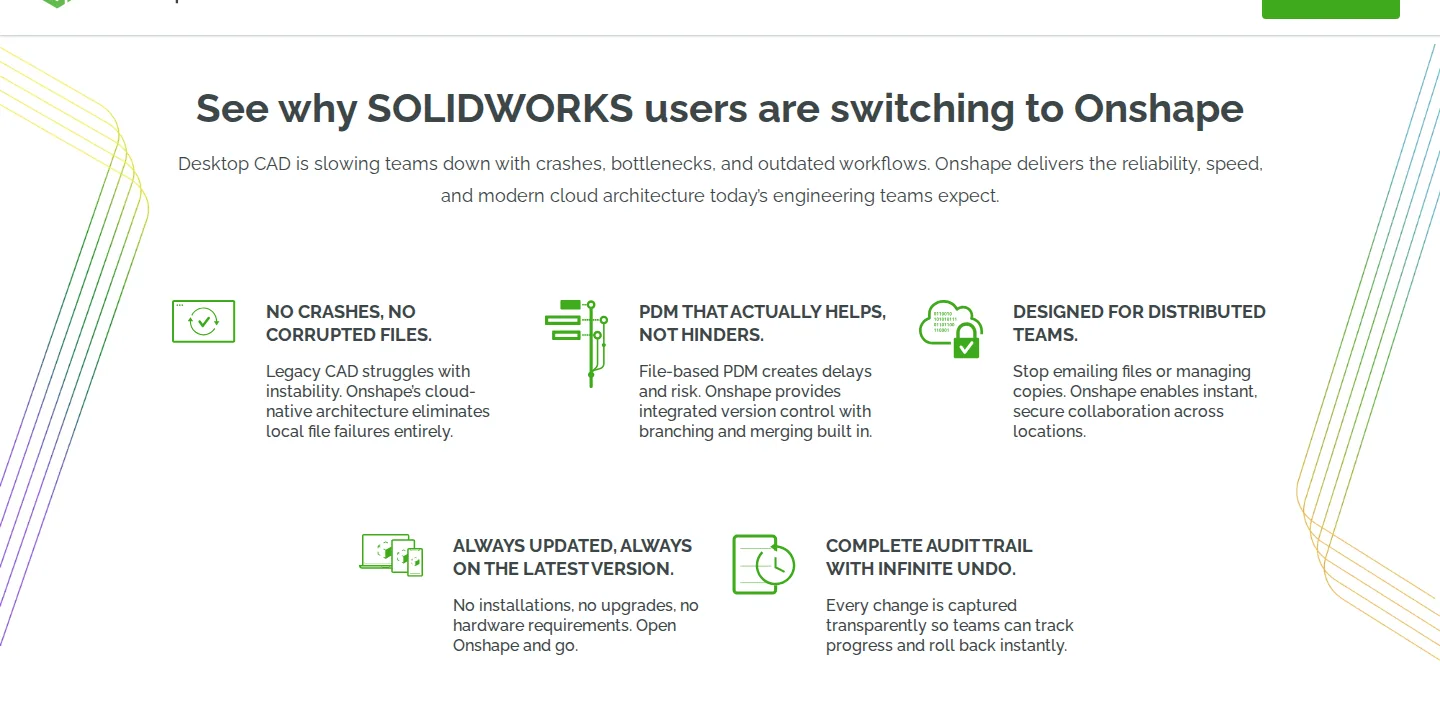 See why SOLIDWORKS users are switching to Onshape
Desktop CAD is slowing teams down with crashes, bottlenecks, and outdated workflows. Onshape delivers the reliability, speed,
and modern cloud architecture today's engineering teams expect.
NO CRASHES, NO
CORRUPTED FILES.
Legacy CAD struggles with
instability. Onshape's cloud-
native architecture eliminates
local file failures entirely.
PDM THAT ACTUALLY HELPS,
NOT HINDERS.
File-based PDM creates delays
and risk. Onshape provides
integrated version control with
branching and merging built in.
DESIGNED FOR DISTRIBUTED
TEAMS.
Stop emailing files or managing
copies. Onshape enables instant,
secure collaboration across
locations.
ALWAYS UPDATED, ALWAYS
ON THE LATEST VERSION.
No installations, no upgrades, no
hardware requirements. Open
Onshape and go.
COMPLETE AUDIT TRAIL
WITH INFINITE UNDO.
Every change is captured
transparently so teams can track
progress and roll back instantly.